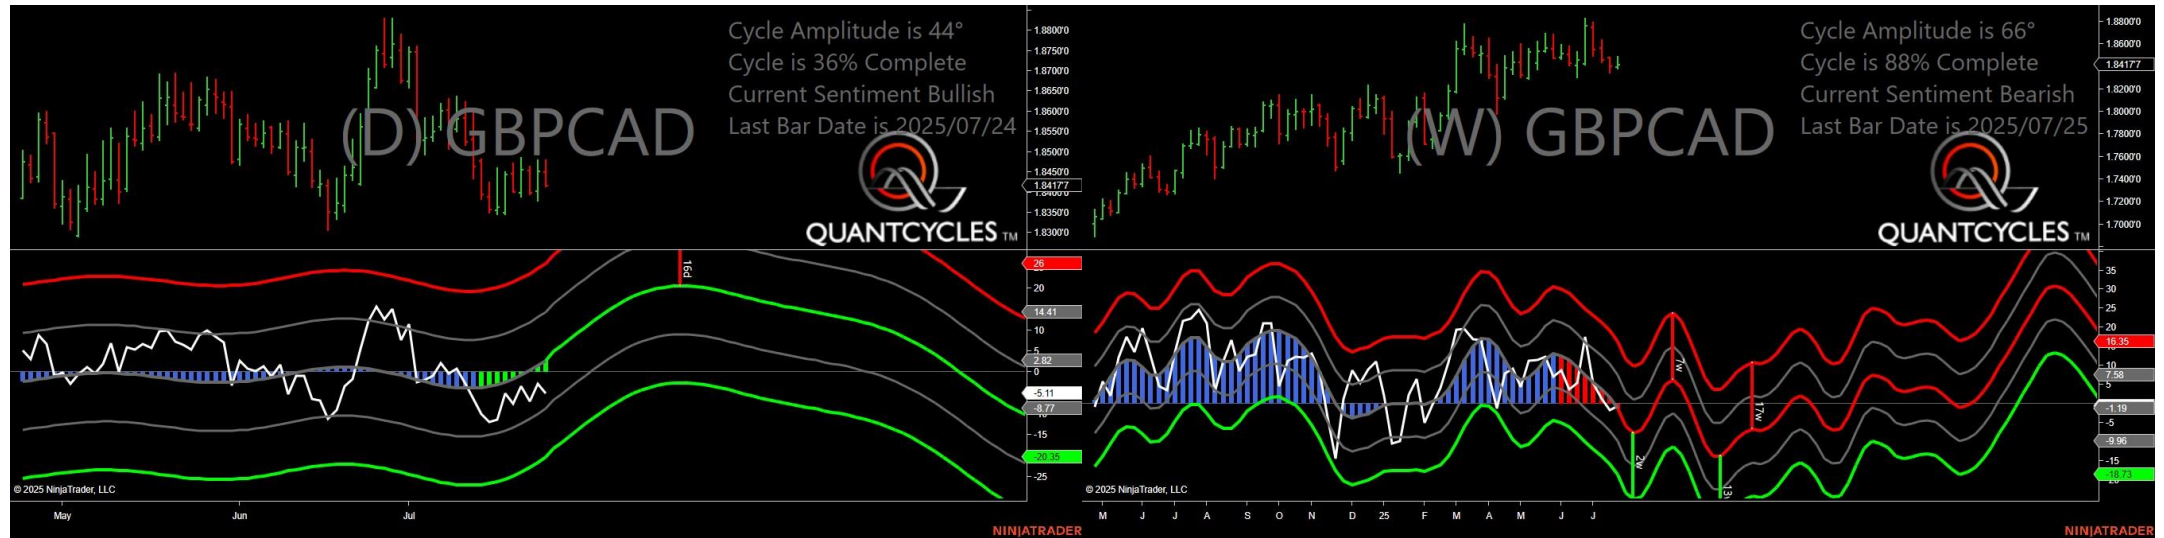 Cycle Amplitude is 44°
Cycle is 36% Complete
Current Sentiment Bullish
Last Bar Date is 2025/07/24
(D) GBPCAD
QUANTCYCLES TM
1.8800'0
1.8750'0
1.8700'0
1.8650'0
1.8600'0
1.8550'0
1.8500'0
1.8450'0
1.8417'7
1.8350'0
1.8300'0
16d
26
20
14.41
10
5
2.82
0
-5.11
-8.77
-15
-20.35
-25
© 2025 NinjaTrader, LLC
May Jun Jul
NINJATRADER
Cycle Amplitude is 66°
Cycle is 88% Complete
Current Sentiment Bearish
Last Bar Date is 2025/07/25
(W) GBPCAD
QUANTCYCLES TM
1.8800'0
1.8600'0
1.8417'7
1.8200'0
1.8000'0
1.7800'0
1.7600'0
1.7400'0
1.7200'0
1.7000'0
7w
17w
2w
13
35
30
25
20
16.35
10
7.58
5
-1.19
-5
-9.96
-15
-18.73
© 2025 NinjaTrader, LLC
M J J A S O N D 25 F M A M J J
NINJATRADER